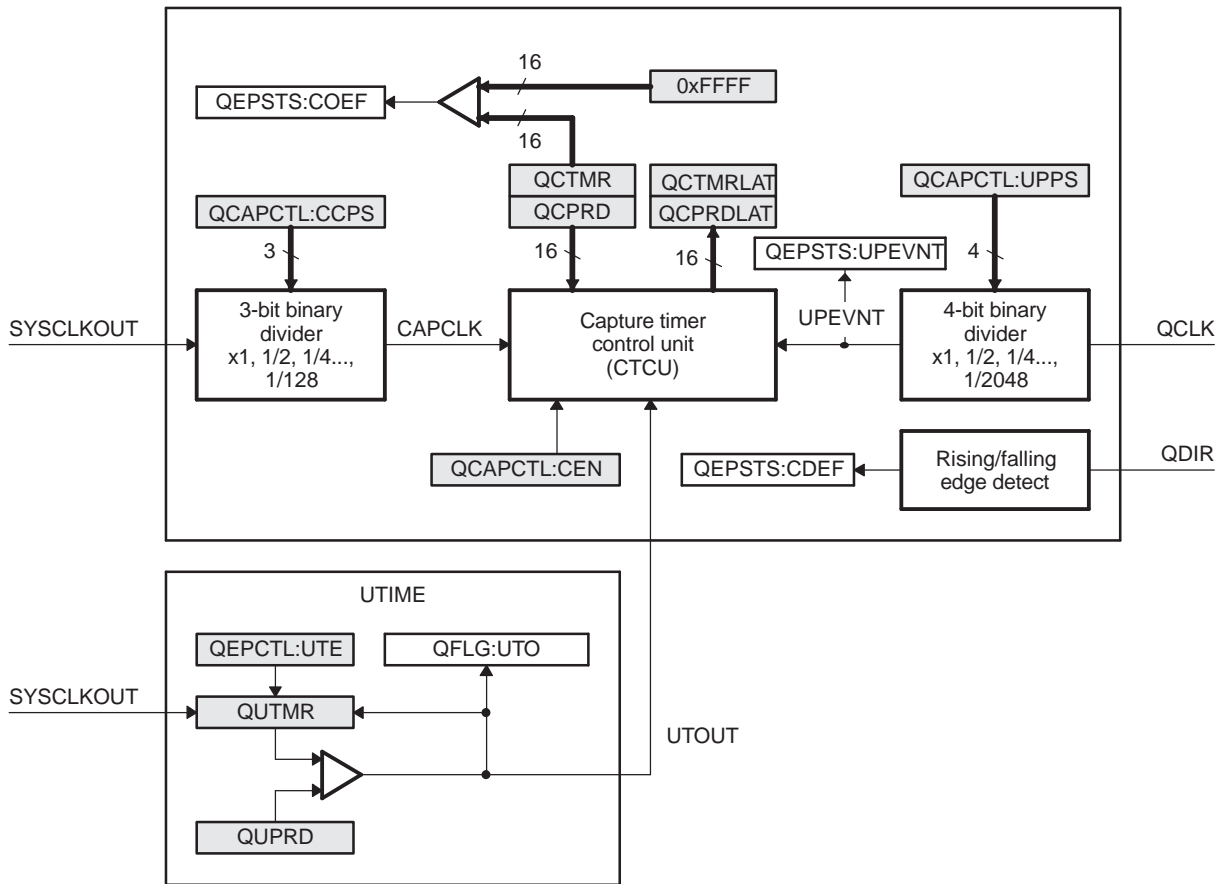 16
0xFFFF
QEPSTS:COEF
16
QCTMR
QCPRD
QCTMRLAT
QCPRDLAT
QCAPCTL:UPPS
QCAPCTL:CCPS
3
16
16
QEPSTS:UPEVNT
4
SYSCLKOUT
3-bit binary
divider
x1, 1/2, 1/4...,
1/128
CAPCLK
Capture timer
control unit
(CTCU)
UPEVNT
4-bit binary
divider
x1, 1/2, 1/4...,
1/2048
QCLK
QCAPCTL:CEN
QEPSTS:CDEF
Rising/falling
edge detect
QDIR
UTIME
QEPCTL:UTE
QFLG:UTO
SYSCLKOUT
QUTMR
UTOUT
QUPRD